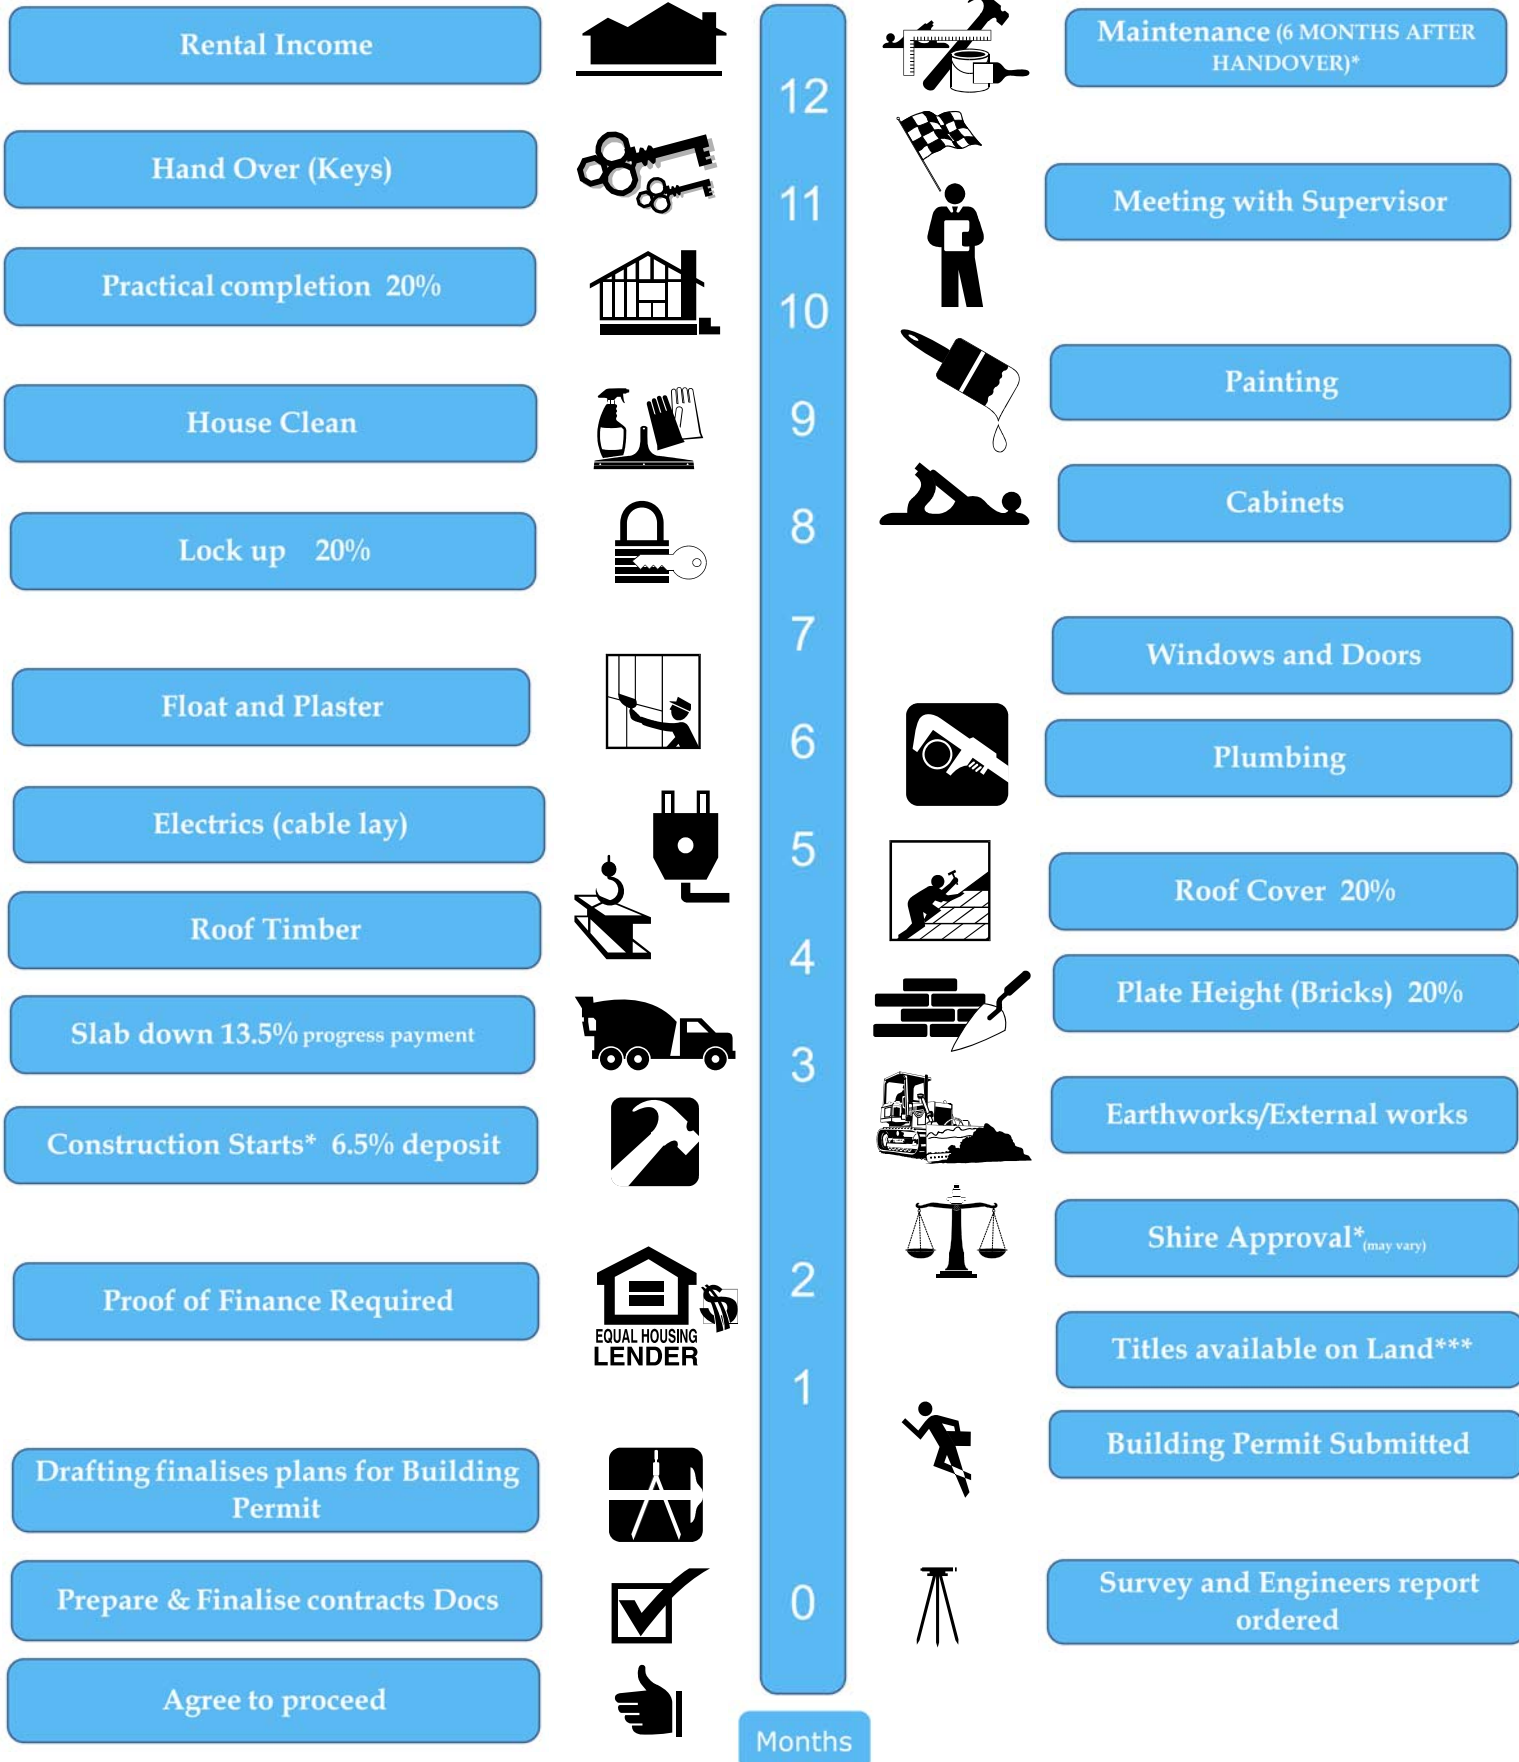 Rental Income
Maintenance (6 MONTHS AFTER
HANDOVER)*
12
Hand Over (Keys)
11
Meeting with Supervisor
Practical completion 20%
10
Painting
House Clean
9
Cabinets
Lock up 20%
8
7
Windows and Doors
Float and Plaster
6
Plumbing
Electrics (cable lay)
5
Roof Cover 20%
Roof Timber
4
Plate Height (Bricks) 20%
Slab down 13.5% progress payment
3
Earthworks/External works
Construction Starts* 6.5% deposit
Shire Approval*(may vary)
2
Proof of Finance Required
EQUAL HOUSING
LENDER
Titles available on Land***
1
Building Permit Submitted
Drafting finalises plans for Building
Permit
Survey and Engineers report
ordered
Prepare & Finalise contracts Docs
0
Agree to proceed
Months